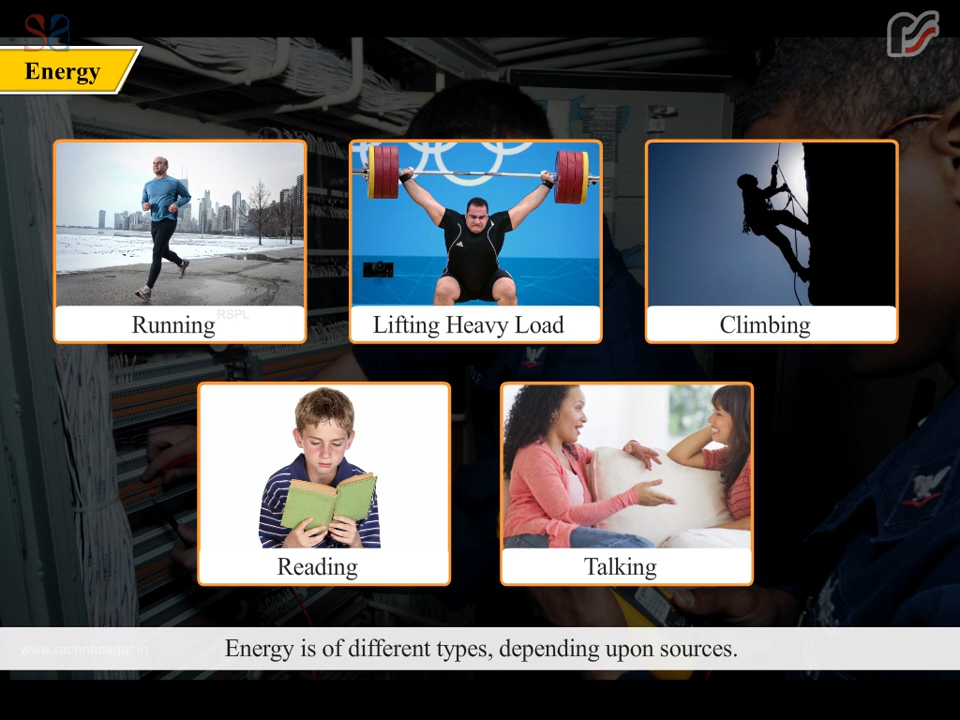 Energy
RSPL
Running
Lifting Heavy Load
Climbing
Reading
Talking
www.rachnasagar.in
Energy is of different types, depending upon sources.